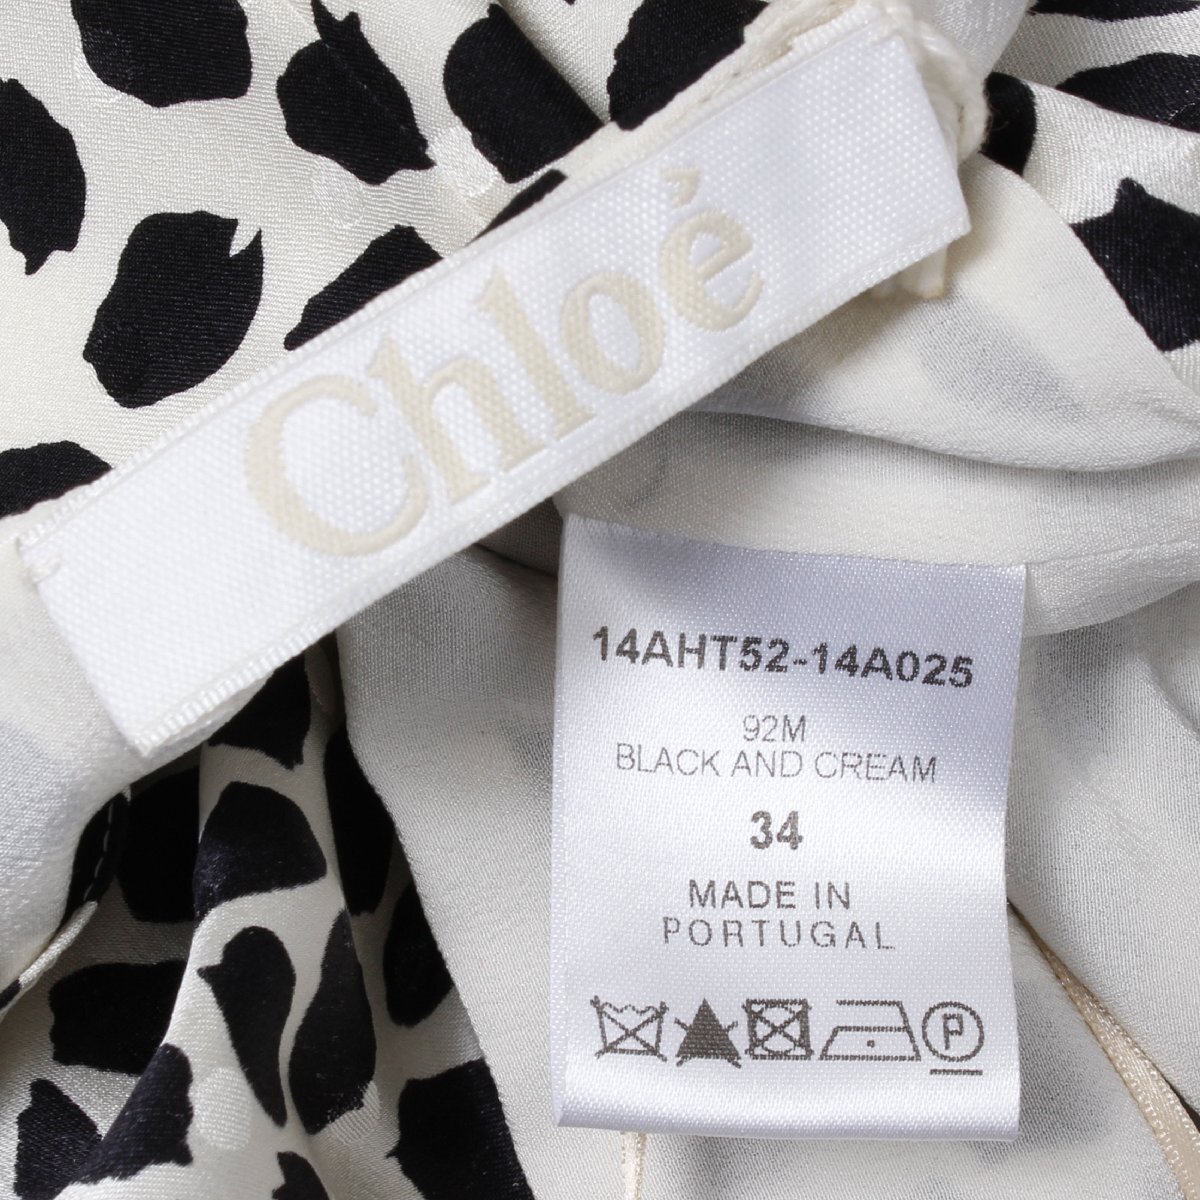 Chloé
14AHT52-14A025
92M
BLACK AND CREAM
34
MADE IN
PORTUGAL
P